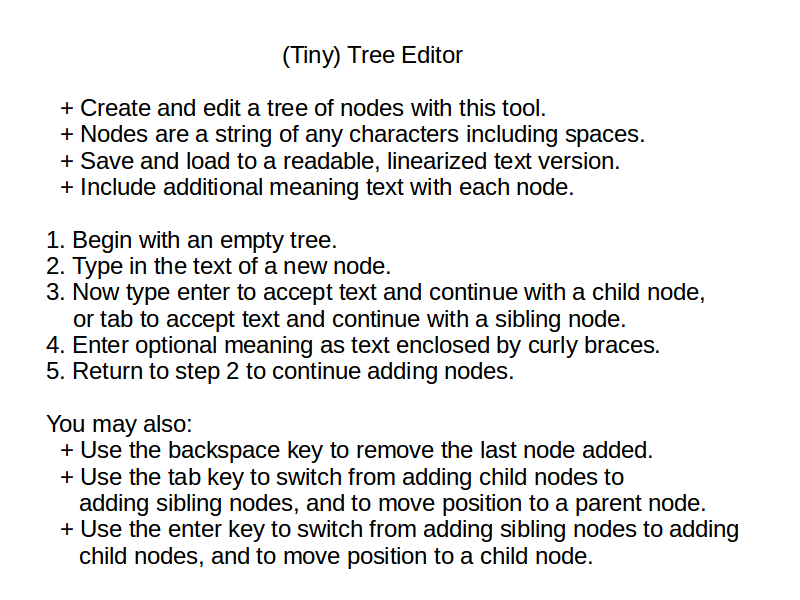 (Tiny) Tree Editor
+ Create and edit a tree of nodes with this tool.
+ Nodes are a string of any characters including spaces.
+ Save and load to a readable, linearized text version.
+ Include additional meaning text with each node.
1. Begin with an empty tree.
2. Type in the text of a new node.
3. Now type enter to accept text and continue with a child node,
or tab to accept text and continue with a sibling node.
4. Enter optional meaning as text enclosed by curly braces.
5. Return to step 2 to continue adding nodes.
You may also:
+ Use the backspace key to remove the last node added.
+ Use the tab key to switch from adding child nodes to
adding sibling nodes, and to move position to a parent node.
+ Use the enter key to switch from adding sibling nodes to adding
child nodes, and to move position to a child node.